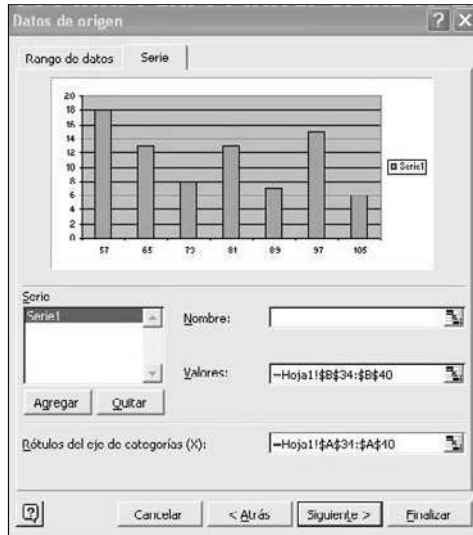 Datos de origen
Rango de datos Serie
20
18
16
14
12
10
8
6
4
2
0
57 65 73 81 89 97 105
Serie1
Serie
Serie1
Nombre:
Valores: =Hoja1!$B$34:$B$40
Agregar Quitar
Rótulos del eje de categorías (X): =Hoja1!$A$34:$A$40
Cancelar < Atrás Siguiente > Finalizar